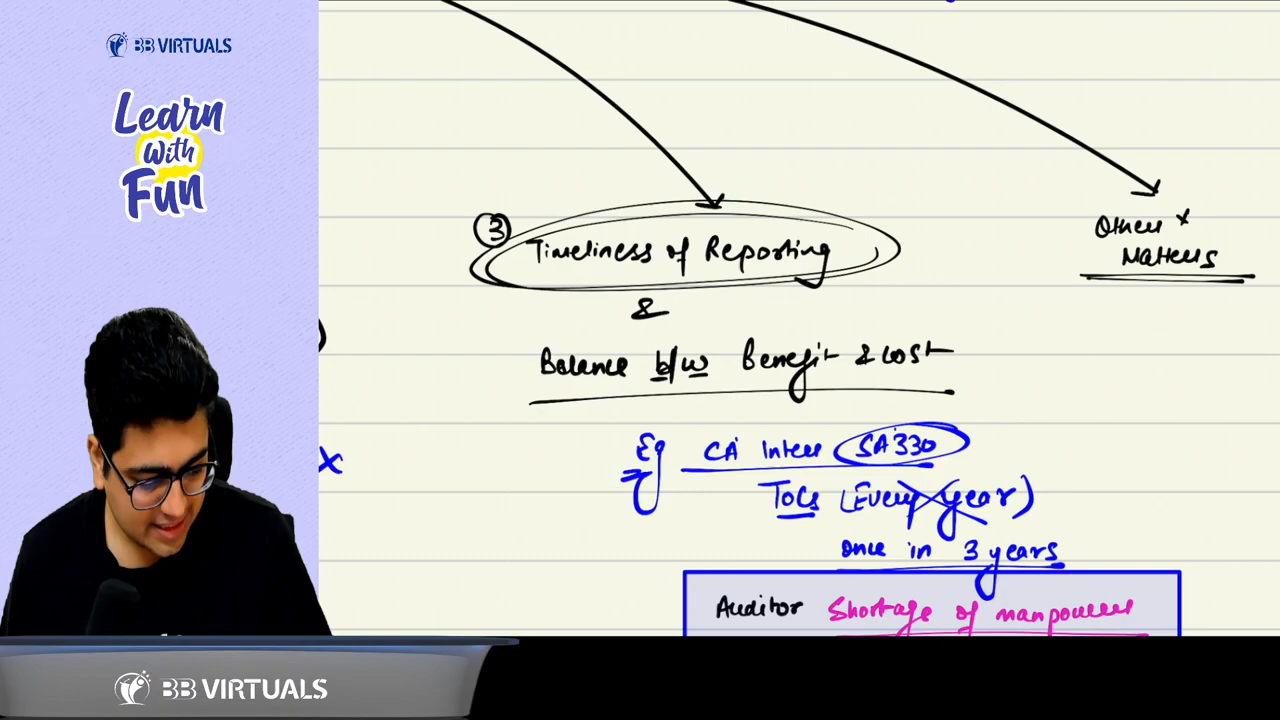 BB VIRTUALS
Learn
With
Fun
③ Timeliness of Reporting
&
Balance b/w Benefit & cost
Other
Matters
Eg CA Inter SA 330
TOCs (Every year)
once in 3 years
Auditor Shortage of manpower
BB VIRTUALS